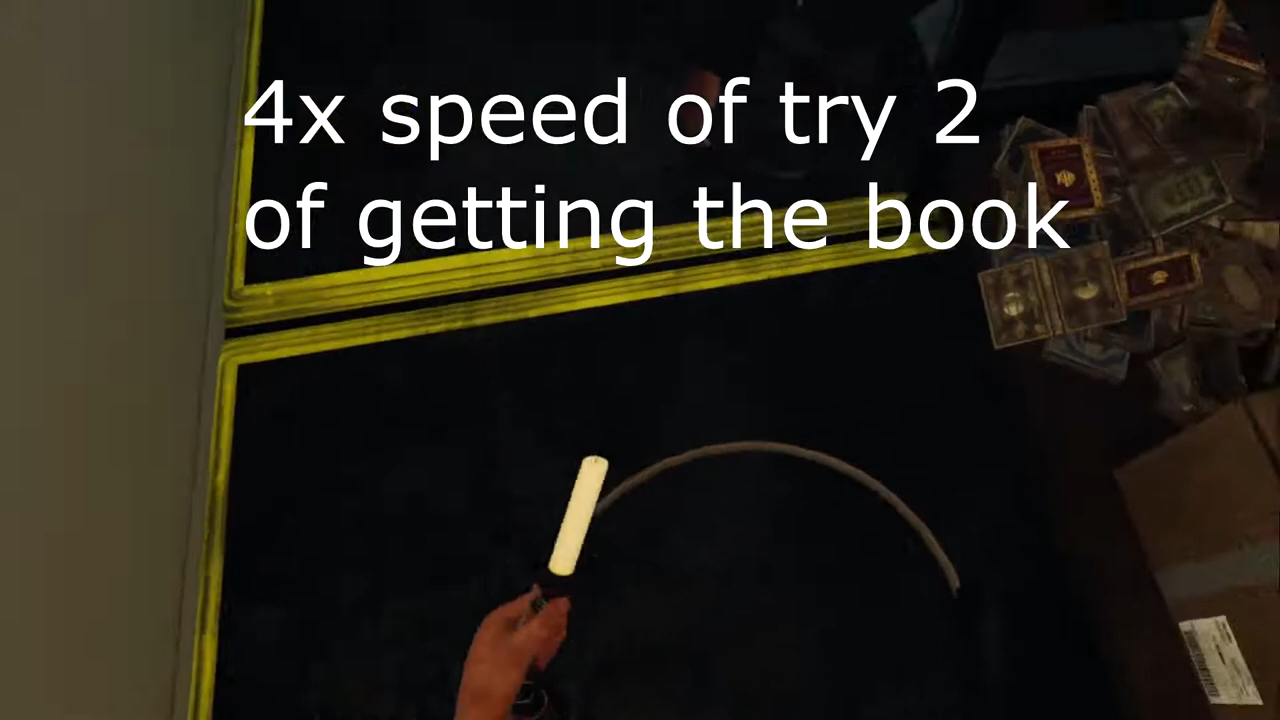 4x speed of try 2
of getting the book